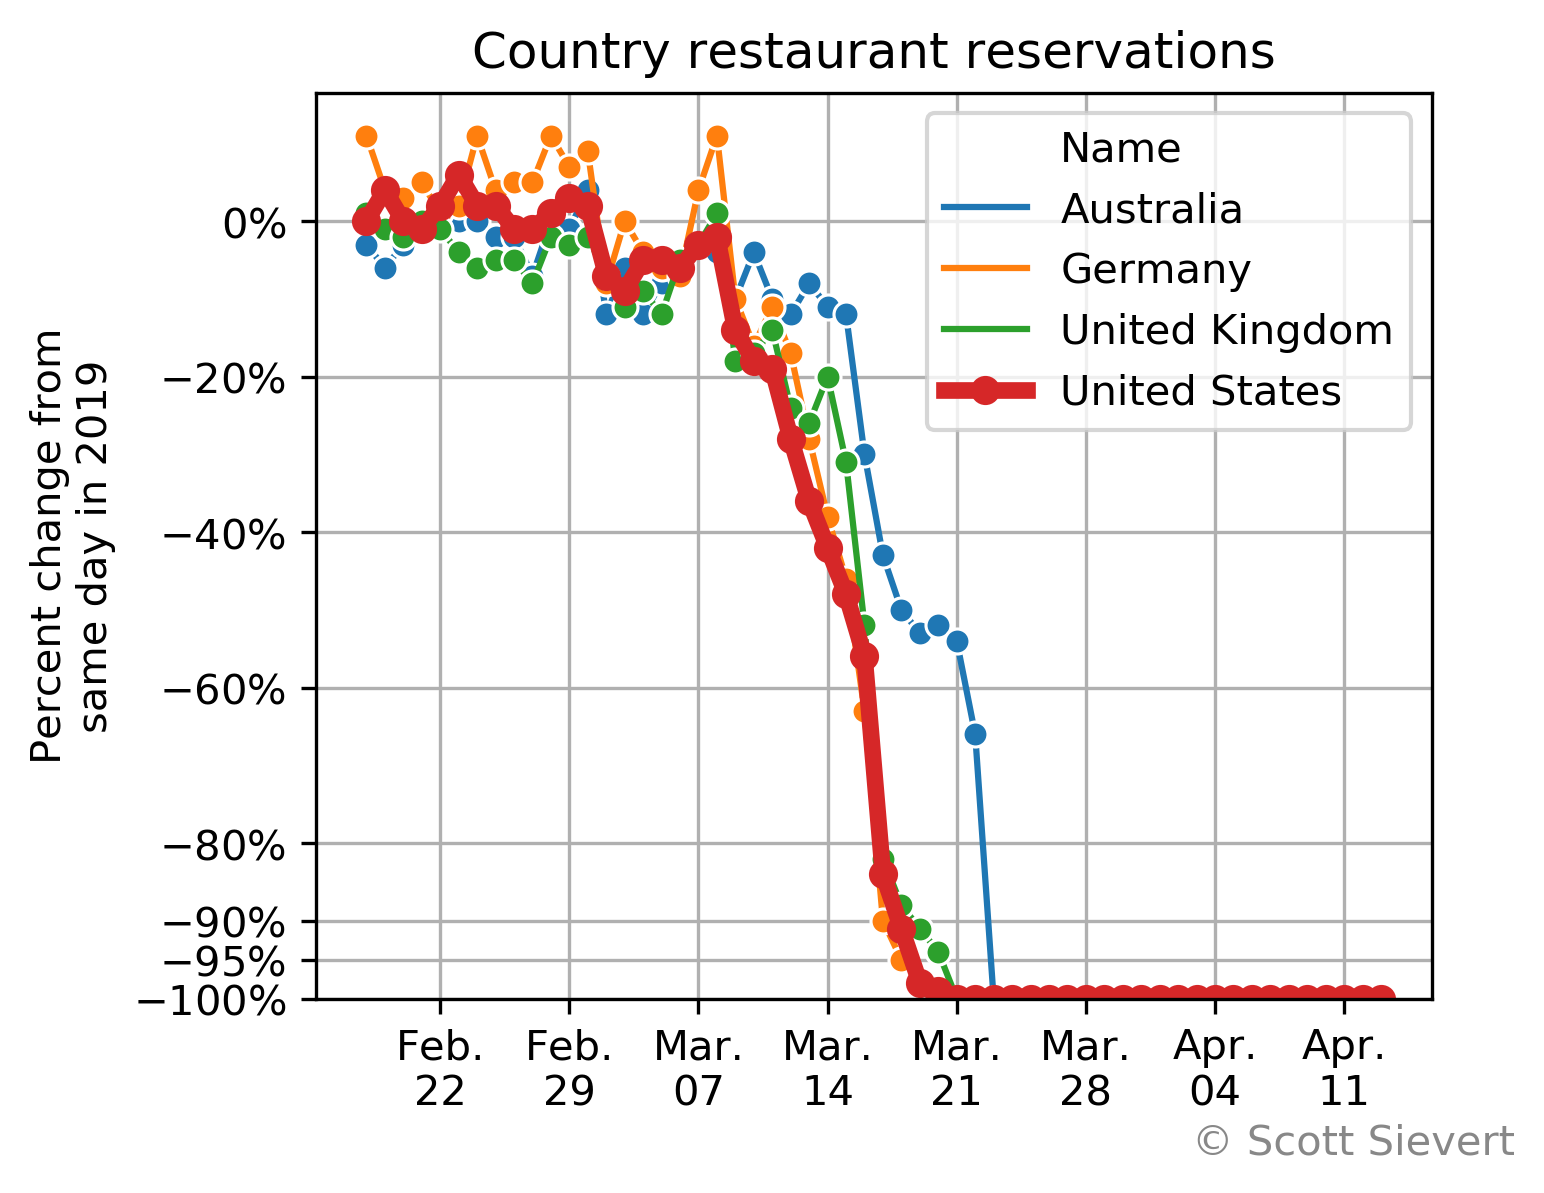 Country restaurant reservations
Percent change from
same day in 2019
0%
−20%
−40%
−60%
−80%
−90%
−95%
−100%
Name
Australia
Germany
United Kingdom
United States
Feb.
22
Feb.
29
Mar.
07
Mar.
14
Mar.
21
Mar.
28
Apr.
04
Apr.
11
© Scott Sievert